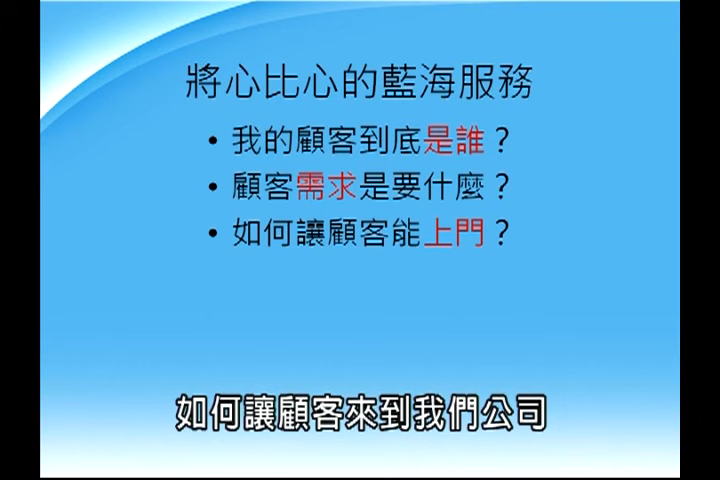 將心比心的藍海服務
• 我的顧客到底是誰？
• 顧客需求是要什麼？
• 如何讓顧客能上門？
如何讓顧客來到我們公司